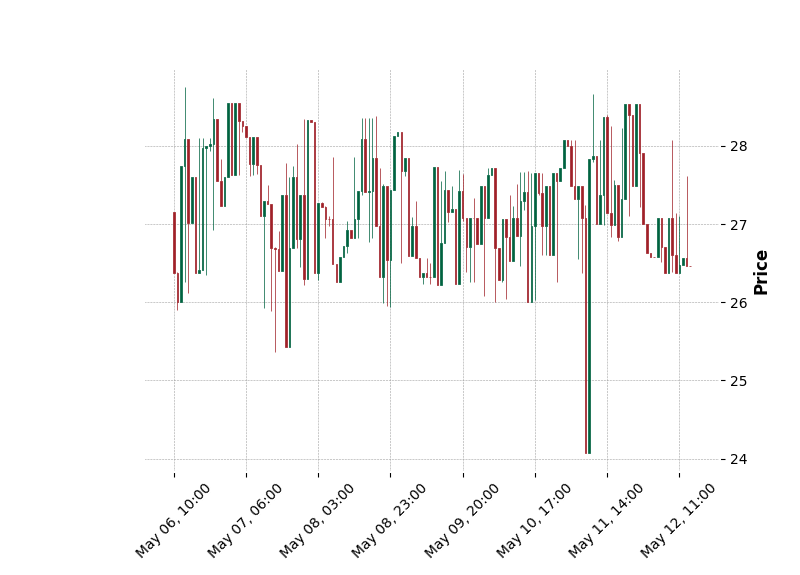 28
27
26
25
24
Price
May 06, 10:00
May 07, 06:00
May 08, 03:00
May 08, 23:00
May 09, 20:00
May 10, 17:00
May 11, 14:00
May 12, 11:00